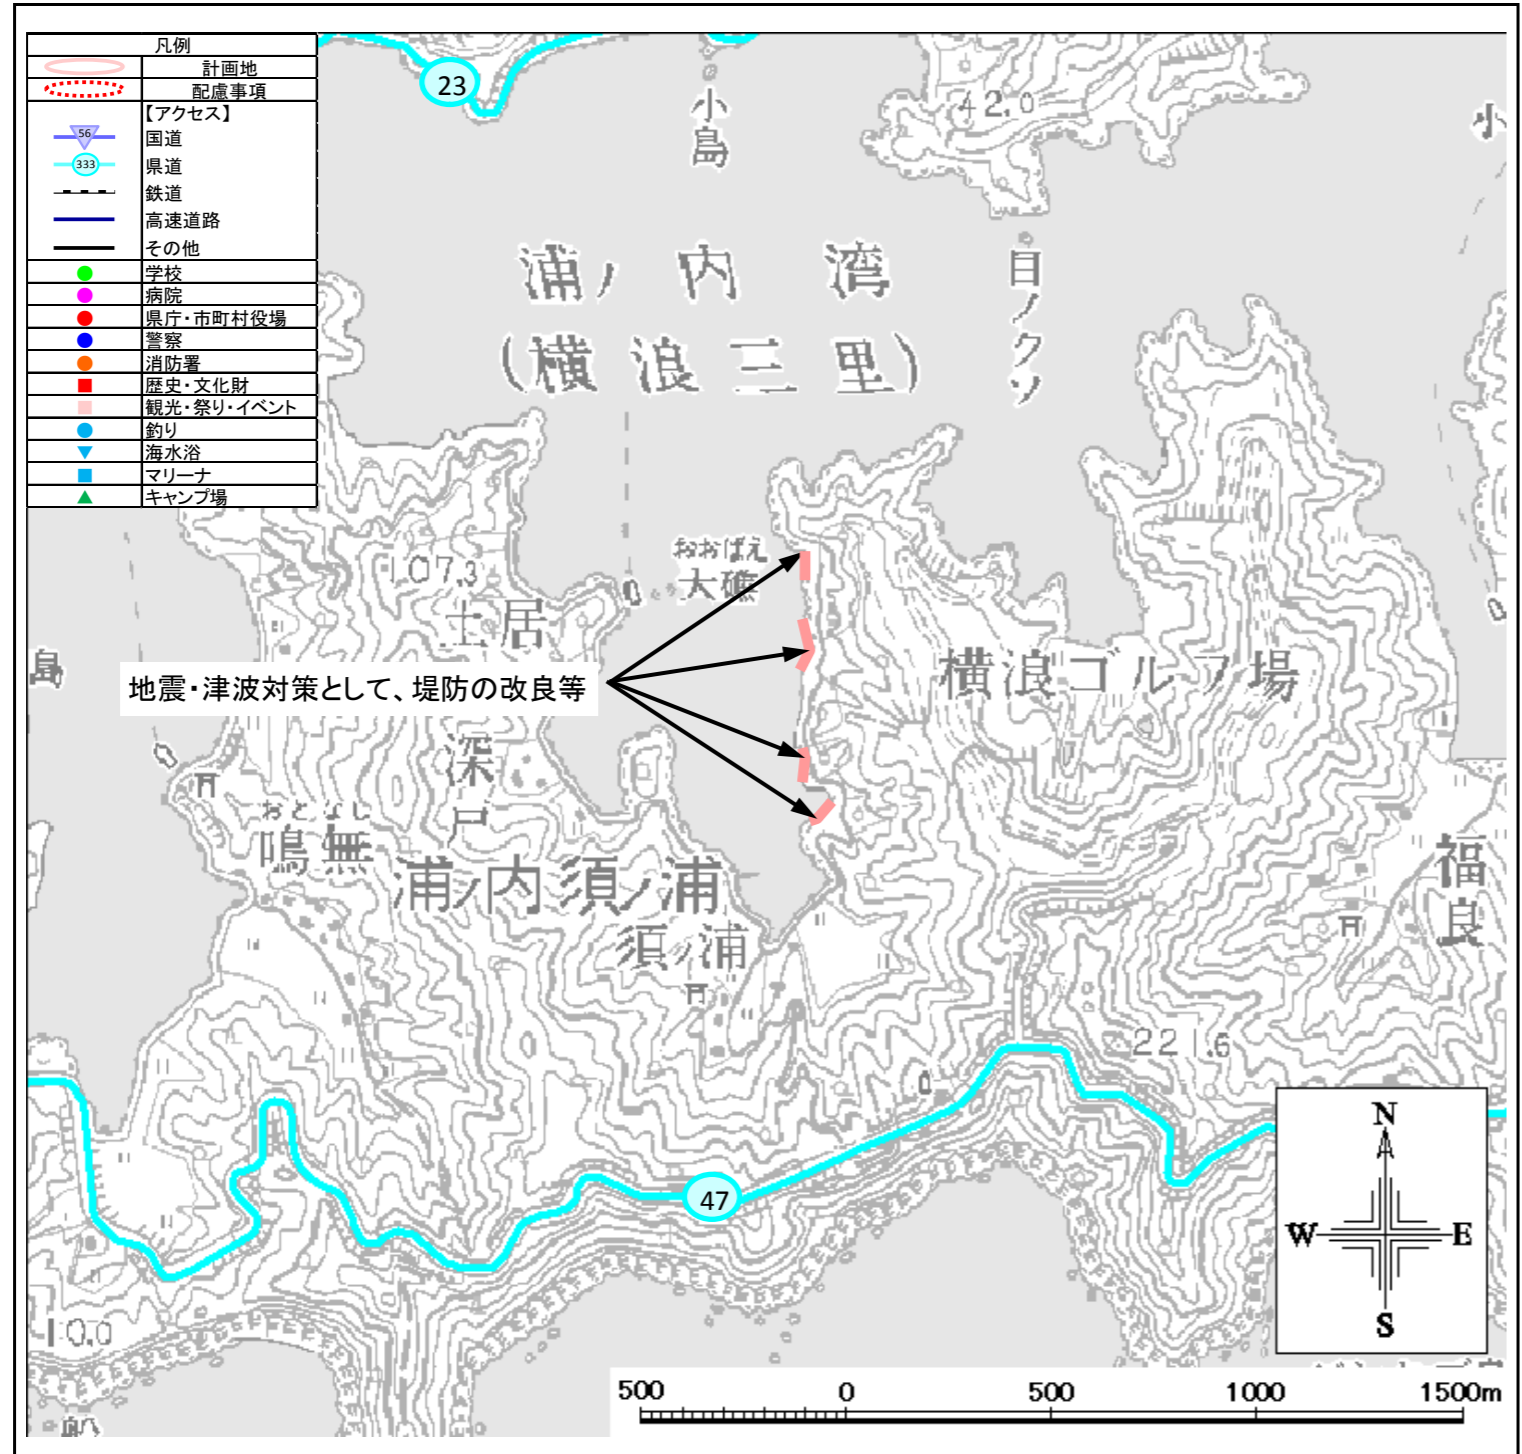 凡例
計画地
配慮事項
【アクセス】
56
国道
333
県道
鉄道
高速道路
その他
学校
病院
県庁・市町村役場
警察
消防署
歴史・文化財
観光・祭り・イベント
釣り
海水浴
マリーナ
キャンプ場
23
小島
42.0
小
浦ノ内湾
(横浪三里)
目ノクソ
107.3
土居
おおばえ
大礁
島
地震・津波対策として、堤防の改良等
横浪ゴルフ場
深戸
おとなし
鳴無
浦ノ内須ノ浦
須ノ浦
福良
221.6
47
10.0
N
W E
S
500 0 500 1000 1500m